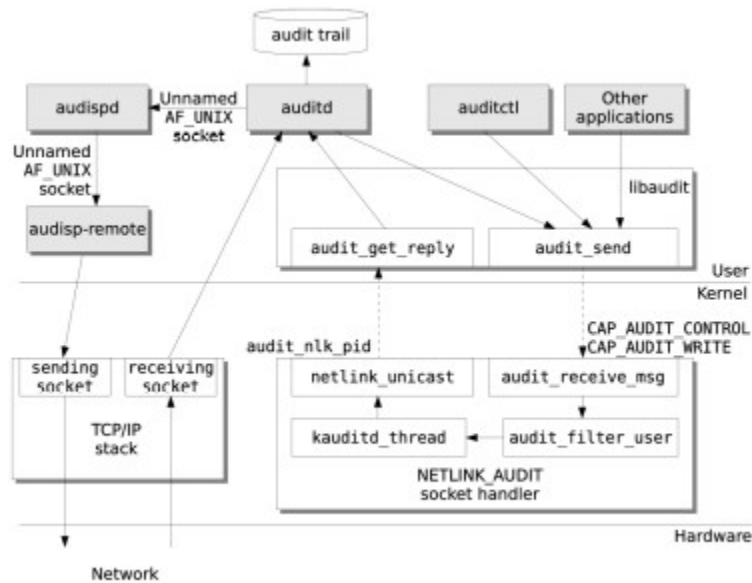 audit trail
audispd
Unnamed
AF_UNIX
socket
auditd
auditctl
Other
applications
Unnamed
AF_UNIX
socket
libaudit
audisp-remote
audit_get_reply
audit_send
User
Kernel
audit_nlk_pid
CAP_AUDIT_CONTROL
CAP_AUDIT_WRITE
sending
socket
receiving
socket
netlink_unicast
audit_receive_msg
TCP/IP
stack
kauditd_thread
audit_filter_user
NETLINK_AUDIT
socket handler
Hardware
Network